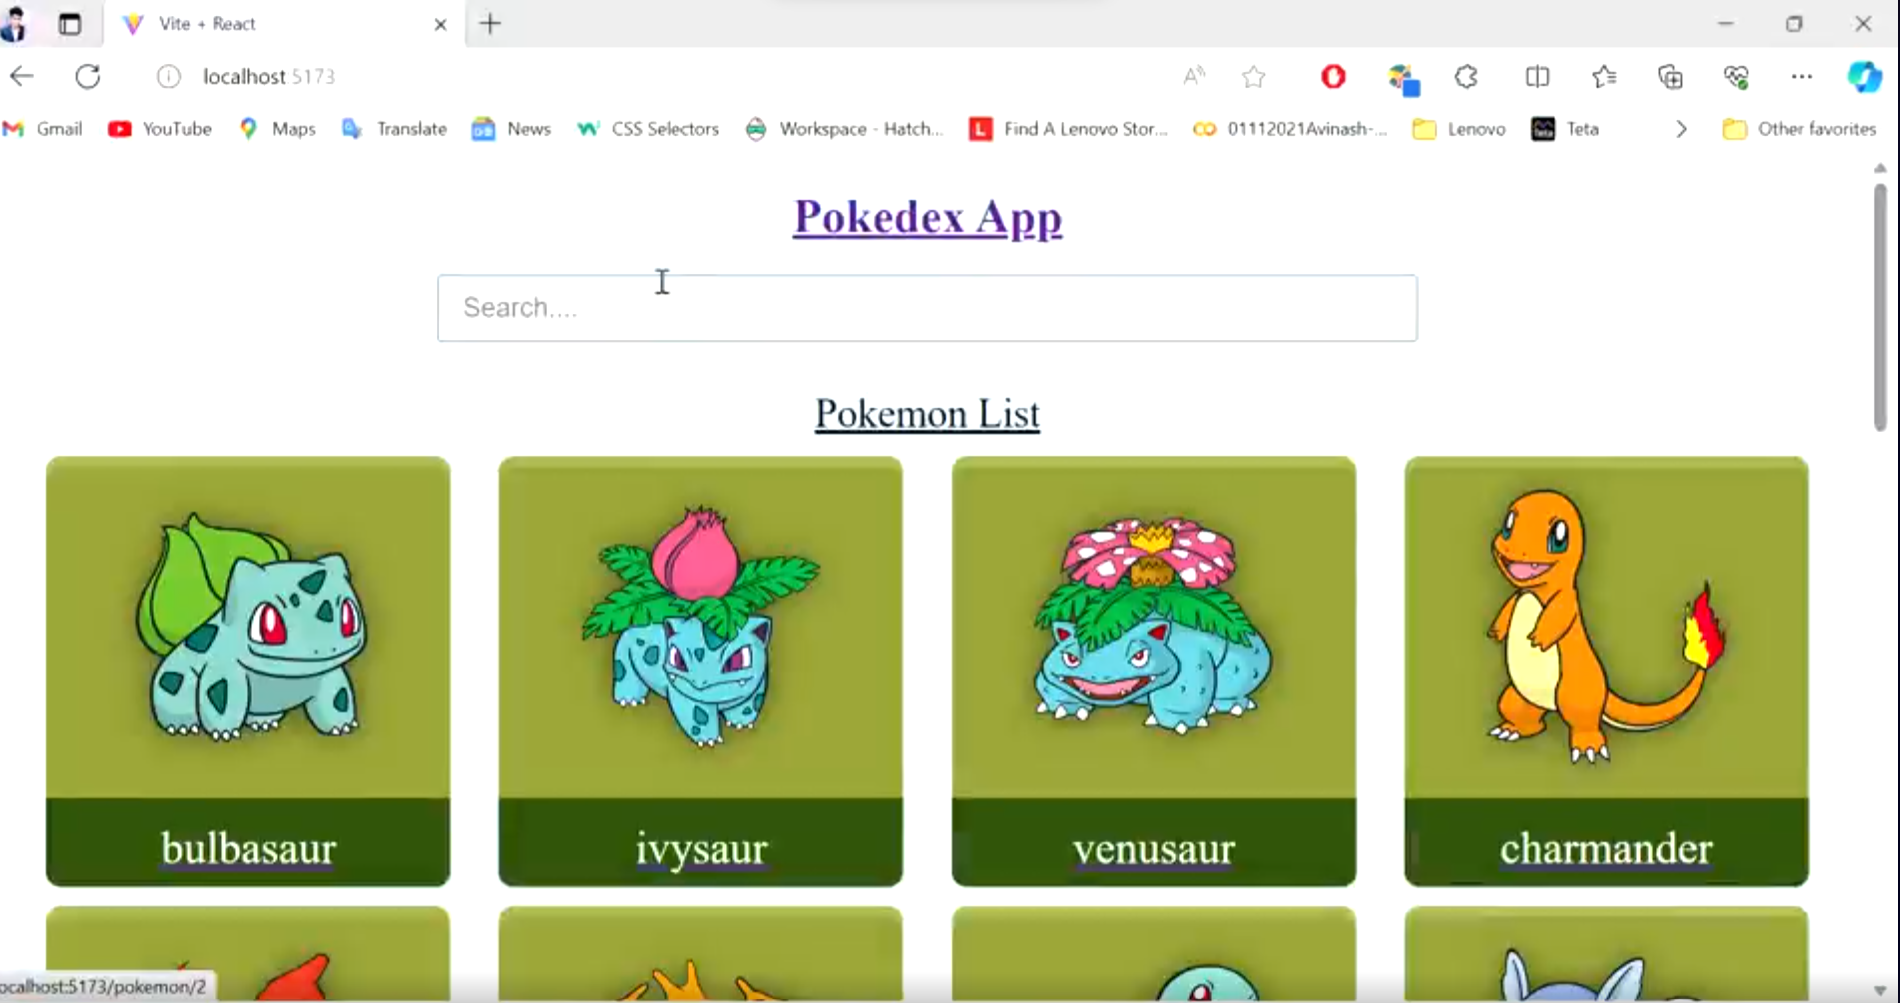 Vite + React
localhost 5173
Gmail YouTube Maps Translate News CSS Selectors Workspace - Hatch... Find A Lenovo Stor... 01112021Avinash-... Lenovo Teta Other favorites
Pokedex App
Search....
Pokemon List
bulbasaur ivysaur venusaur charmander
ocalhost:5173/pokemon/2